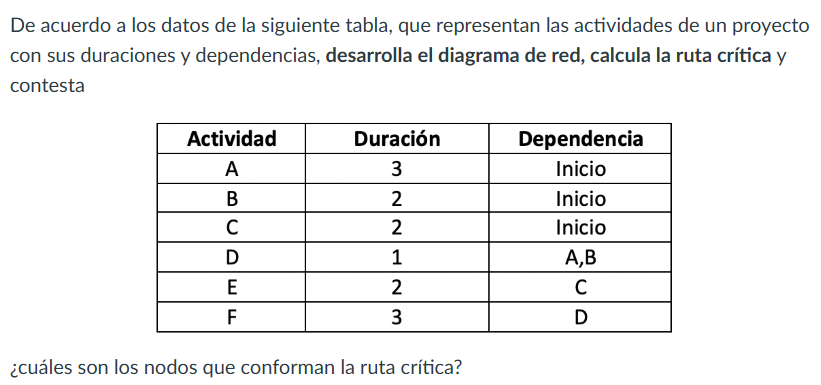 De acuerdo a los datos de la siguiente tabla, que representan las actividades de un proyecto
con sus duraciones y dependencias, desarrolla el diagrama de red, calcula la ruta crítica y
contesta
Actividad Duración Dependencia
A 3 Inicio
B 2 Inicio
C 2 Inicio
D 1 A,B
E 2 C
F 3 D
¿cuáles son los nodos que conforman la ruta crítica?